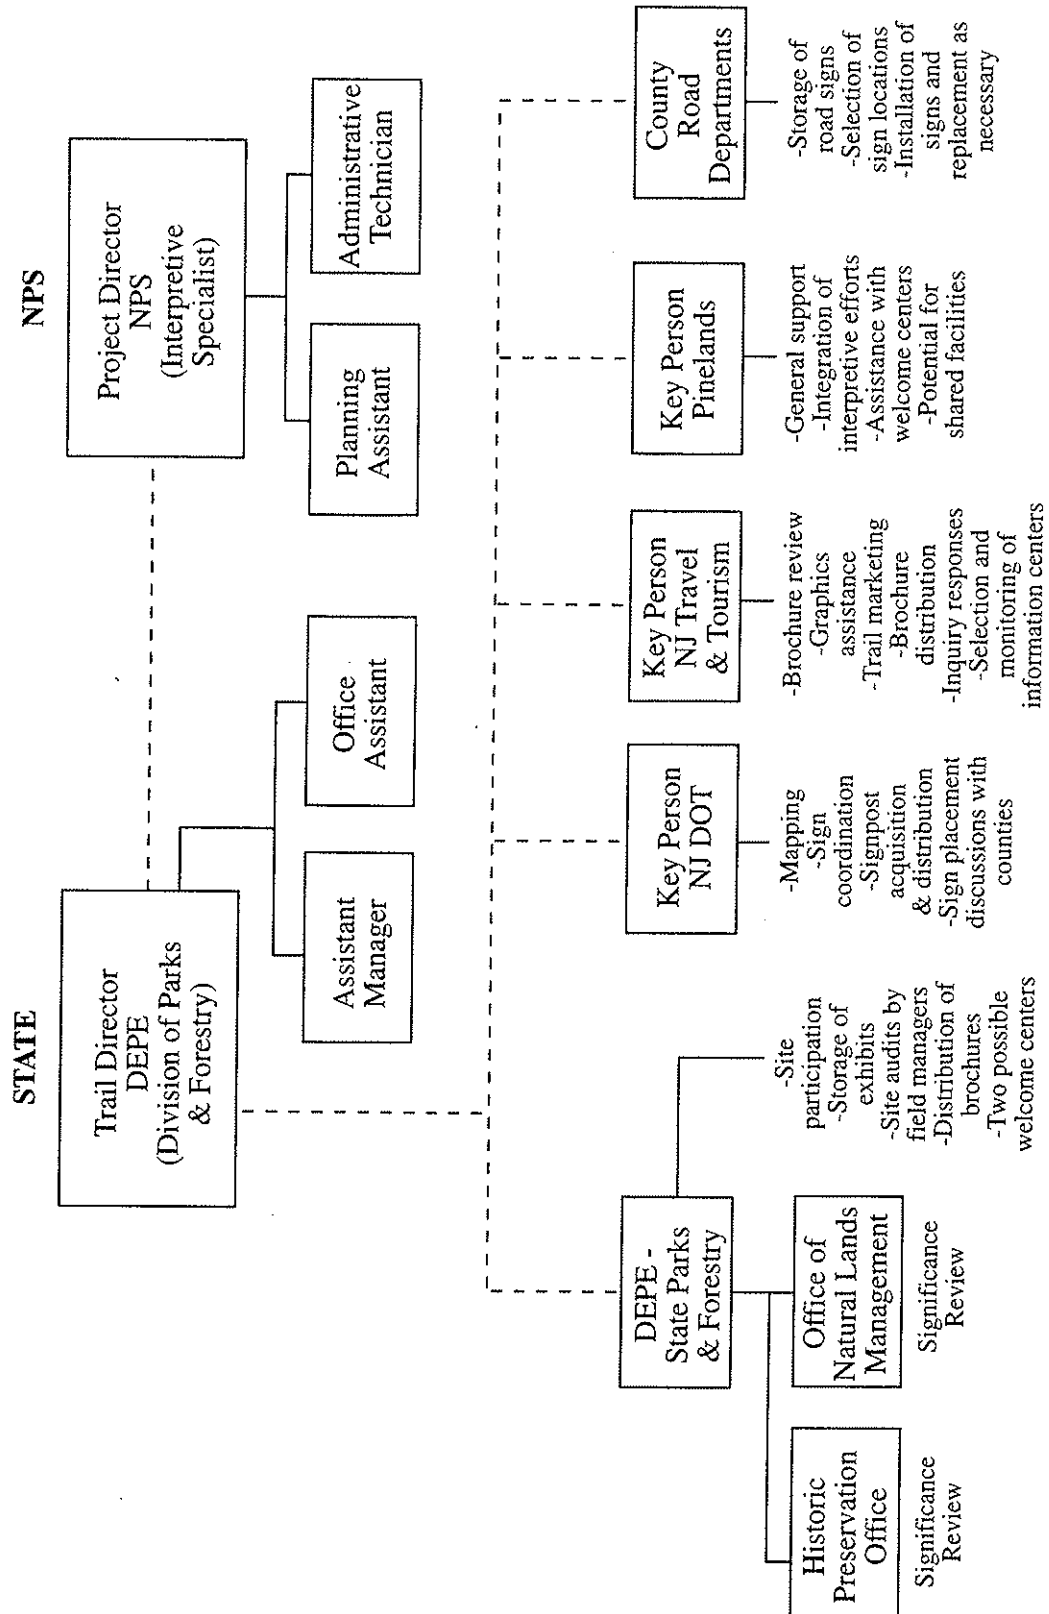 STATE
NPS
Trail Director
DEPE
(Division of Parks
& Forestry)
Project Director
NPS
(Interpretive
Specialist)
Assistant
Manager
Office
Assistant
Planning
Assistant
Administrative
Technician
DEPE -
State Parks
& Forestry
Key Person
NJ DOT
Key Person
NJ Travel
& Tourism
Key Person
Pinelands
County
Road
Departments
-Site
participation
-Storage of
exhibits
-Site audits by
field managers
-Distribution of
brochures
-Two possible
welcome centers
-Mapping
-Sign
coordination
-Signpost
acquisition
& distribution
-Sign placement
discussions with
counties
-Brochure review
-Graphics
assistance
-Trail marketing
-Brochure
distribution
-Inquiry responses
-Selection and
monitoring of
information centers
-General support
-Integration of
interpretive efforts
-Assistance with
welcome centers
-Potential for
shared facilities
-Storage of
road signs
-Selection of
sign locations
-Installation of
signs and
replacement as
necessary
Historic
Preservation
Office
Office of
Natural Lands
Management
Significance
Review
Significance
Review